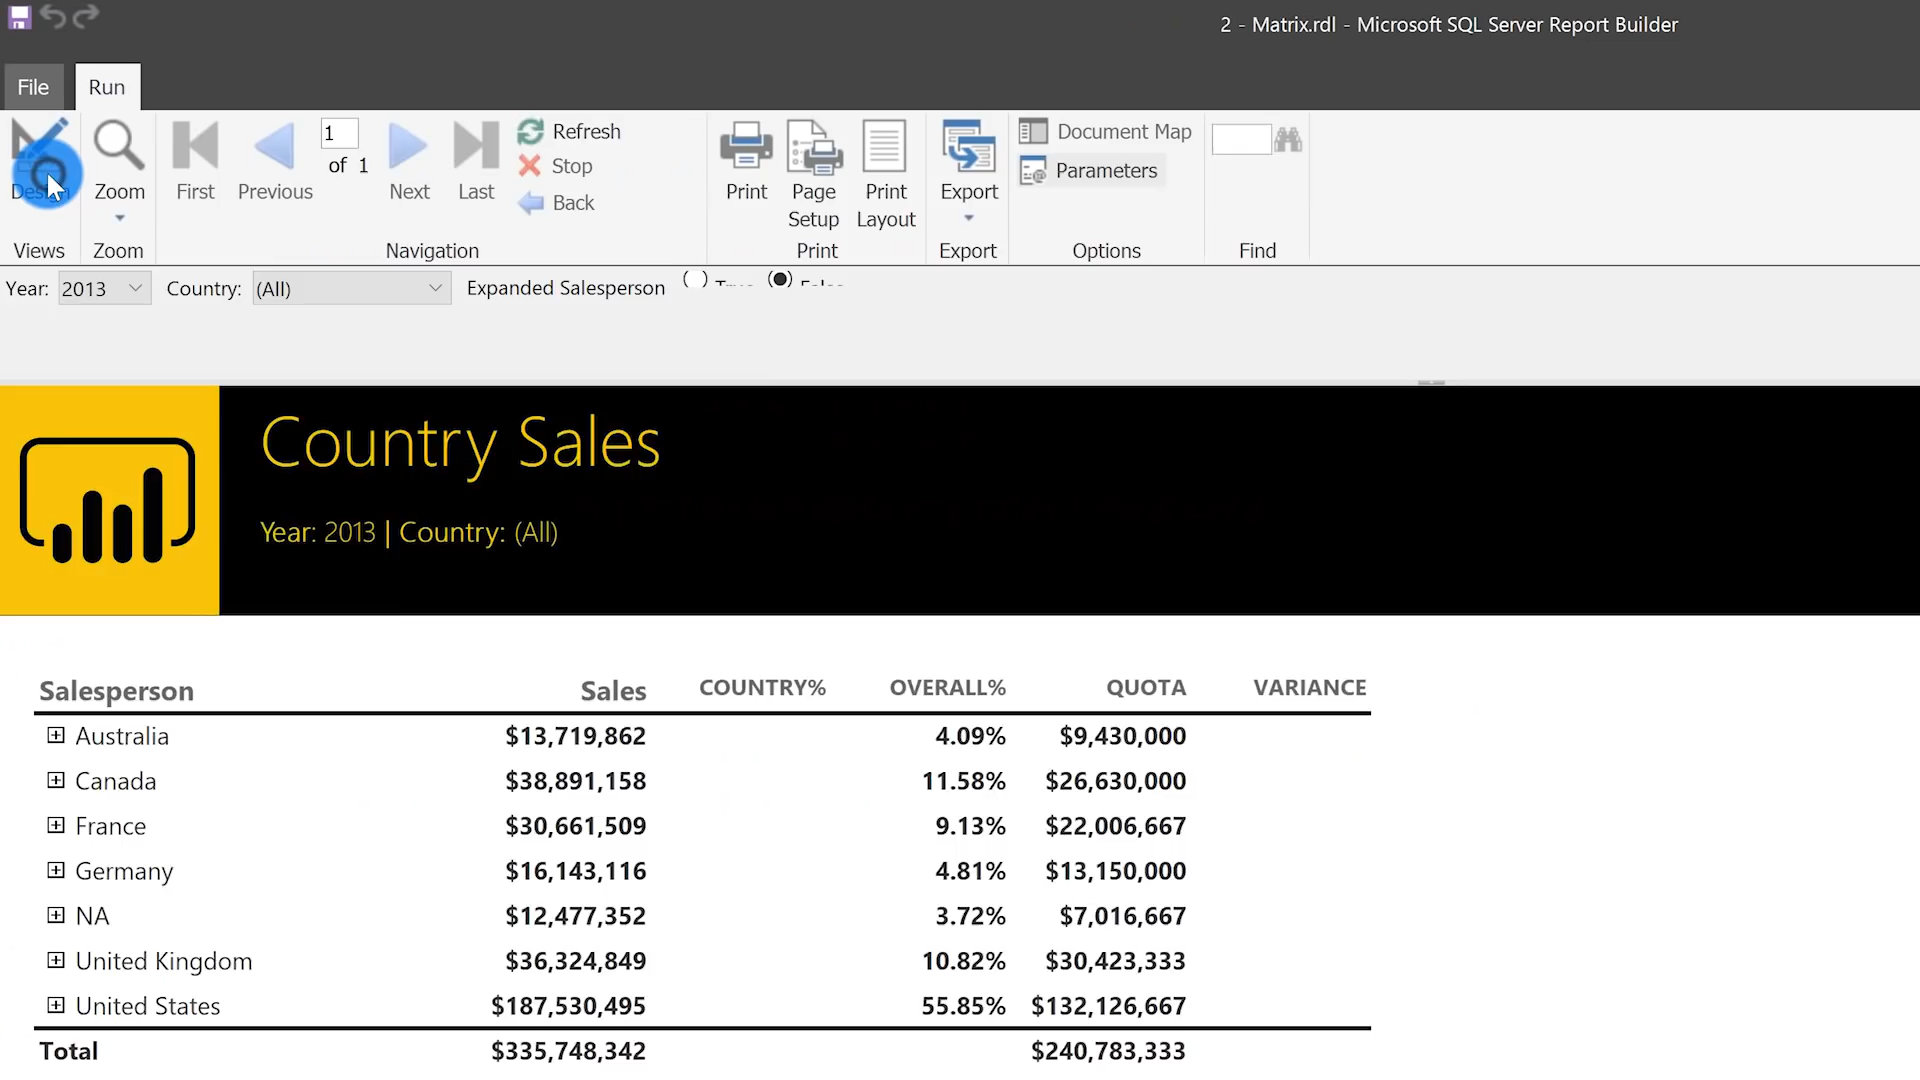 2 - Matrix.rdl - Microsoft SQL Server Report Builder
File Run
Design Zoom First Previous 1 of 1 Next Last Refresh Stop Back Print Page Setup Print Layout Export Document Map Parameters
Views Zoom Navigation Print Export Options Find
Year: 2013 Country: (All) Expanded Salesperson True False
Country Sales
Year: 2013 | Country: (All)
Salesperson Sales COUNTRY% OVERALL% QUOTA VARIANCE
Australia $13,719,862 4.09% $9,430,000
Canada $38,891,158 11.58% $26,630,000
France $30,661,509 9.13% $22,006,667
Germany $16,143,116 4.81% $13,150,000
NA $12,477,352 3.72% $7,016,667
United Kingdom $36,324,849 10.82% $30,423,333
United States $187,530,495 55.85% $132,126,667
Total $335,748,342 $240,783,333